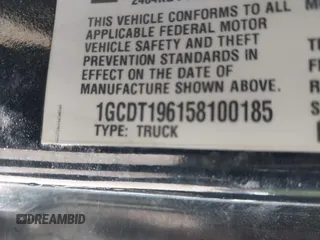 THIS VEHICLE CONFORMS TO ALL
APPLICABLE FEDERAL MOTOR
VEHICLE SAFETY AND THEFT
PREVENTION STANDARDS IN
EFFECT ON THE DATE OF
MANUFACTURE SHOWN ABOVE.
1GCDT196158100185
TYPE: TRUCK
DREAMBID